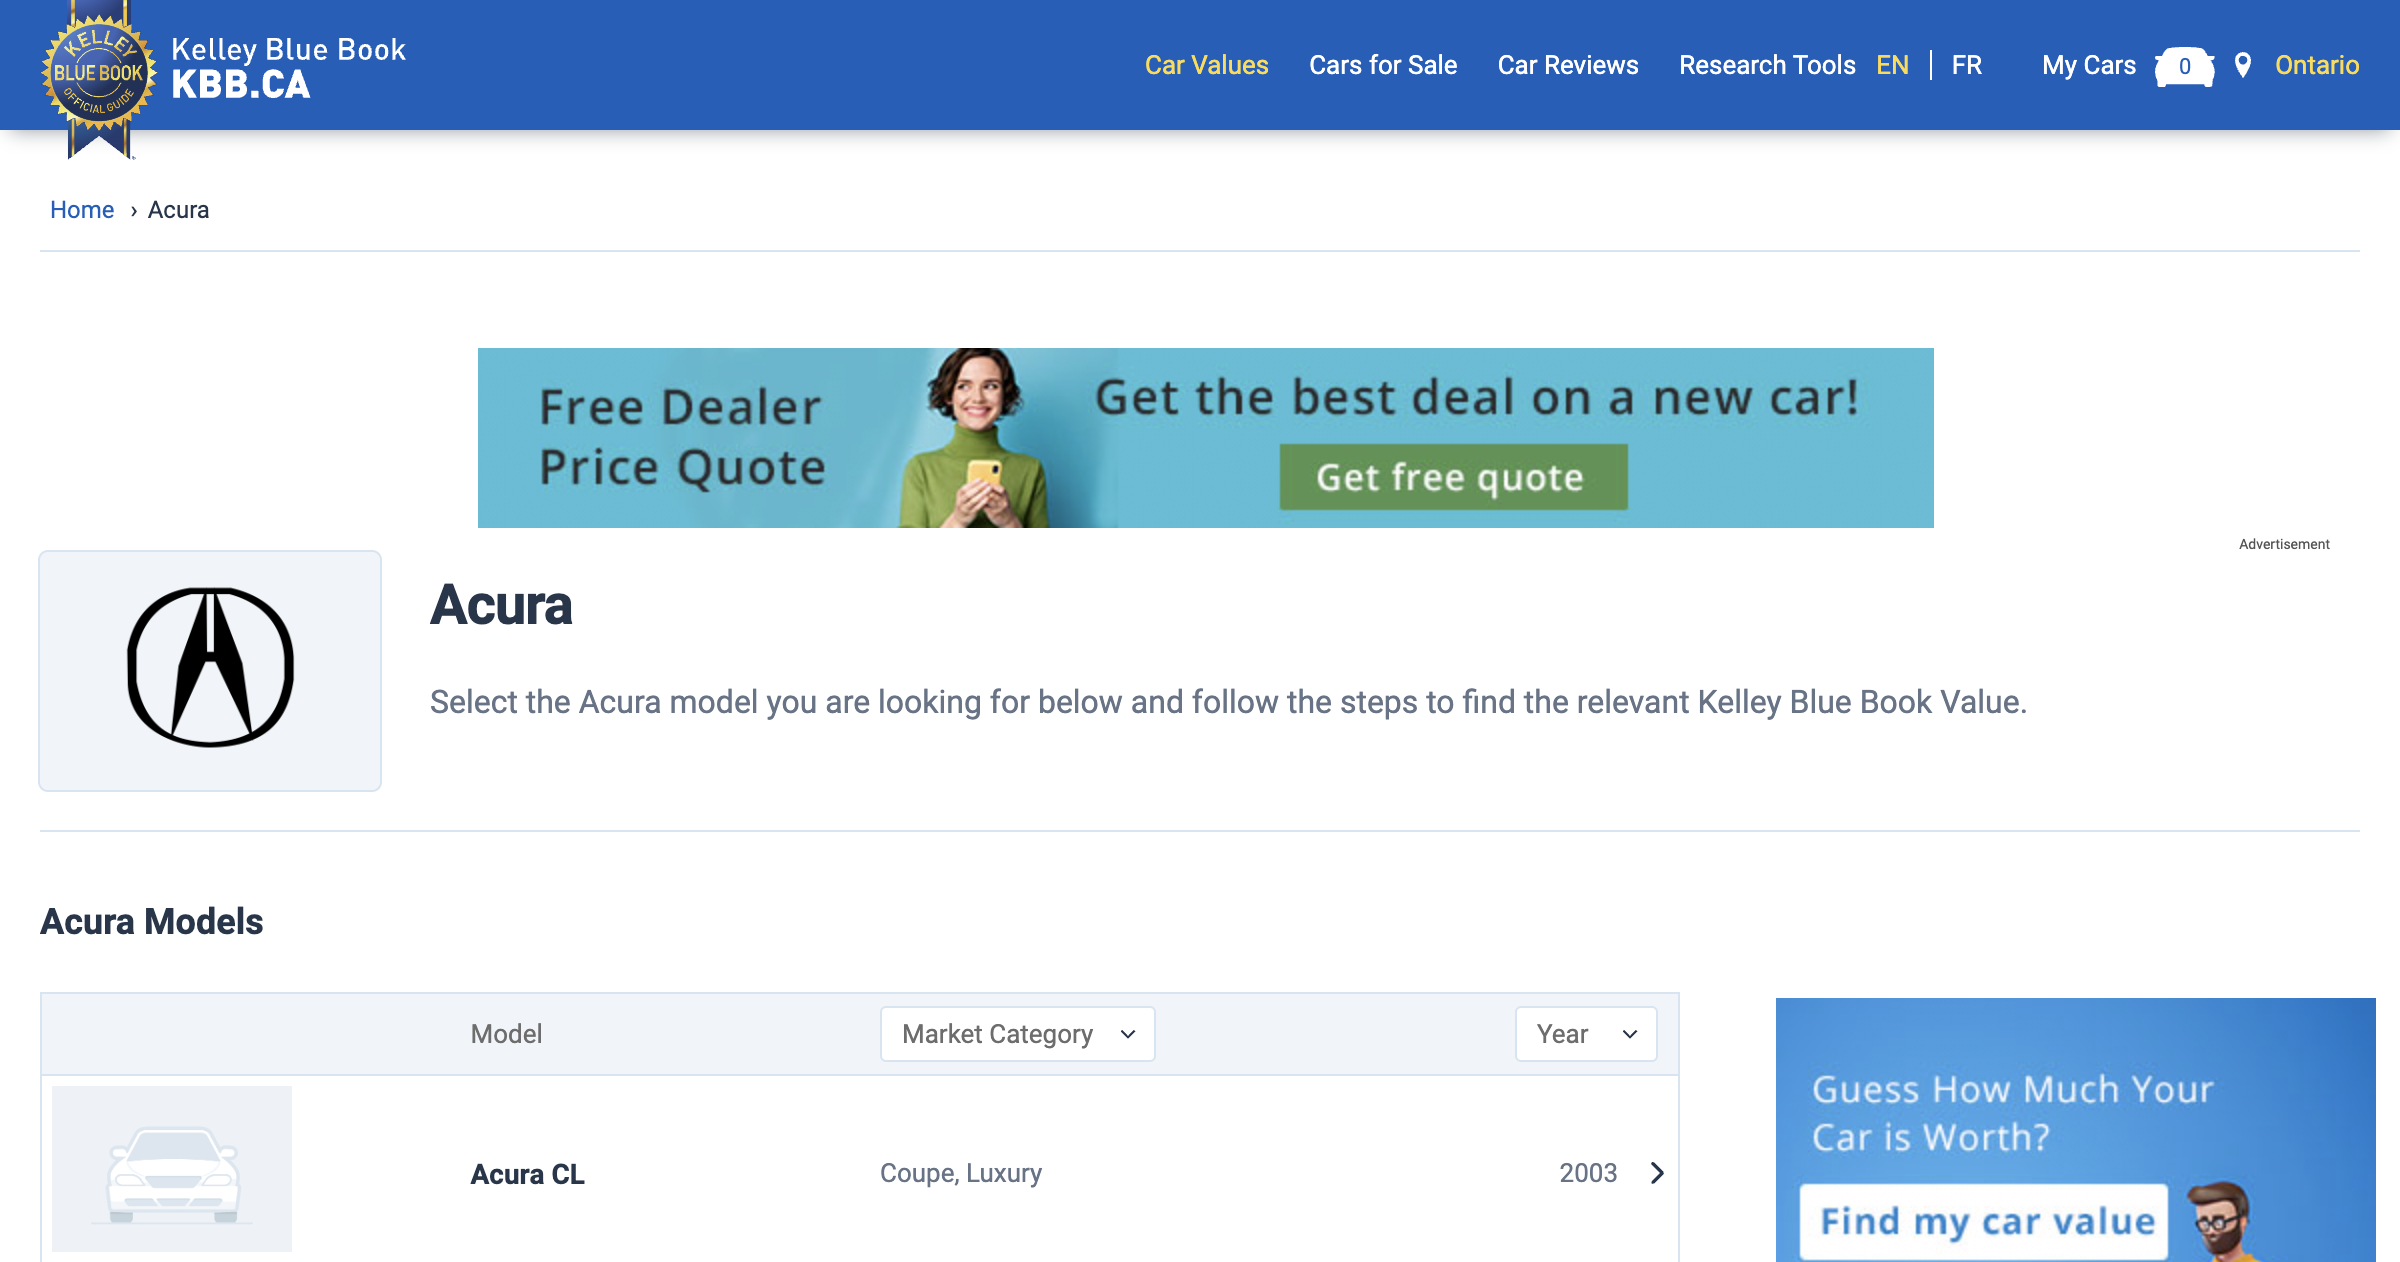 KELLEY
BLUE BOOK
OFFICIAL GUIDE
Kelley Blue Book
KBB.CA
Car Values Cars for Sale Car Reviews Research Tools EN | FR My Cars 0 Ontario
Home › Acura
Free Dealer
Price Quote
Get the best deal on a new car!
Get free quote
Advertisement
Acura
Select the Acura model you are looking for below and follow the steps to find the relevant Kelley Blue Book Value.
Acura Models
Model Market Category Year
Acura CL Coupe, Luxury 2003
Guess How Much Your
Car is Worth?
Find my car value